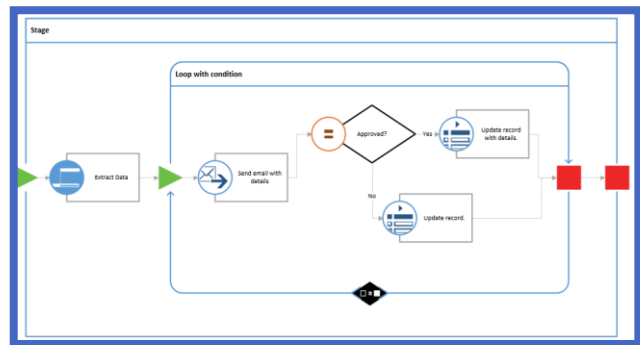 Stage
Loop with condition
Extract Data
Send email with
details
Approved?
Yes
Update record
with details.
No
Update record.